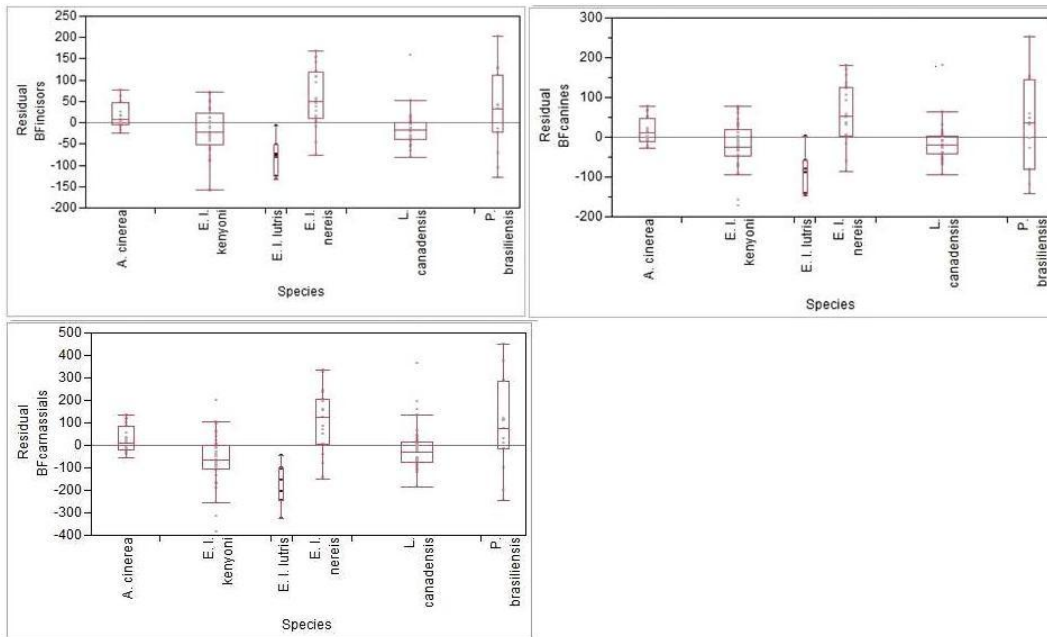 Residual
BFincisors
250
200
150
100
50
0
-50
-100
-150
-200
A. cinerea
E. l.
kenyoni
E. l. lutris
E. l.
nereis
L.
canadensis
P.
brasiliensis
Species
Residual
BFcanines
300
200
100
0
-100
-200
A. cinerea
E. l.
kenyoni
E. l. lutris
E. l.
nereis
L.
canadensis
P.
brasiliensis
Species
Residual
BFcarnassials
500
400
300
200
100
0
-100
-200
-300
-400
A. cinerea
E. l.
kenyoni
E. l. lutris
E. l.
nereis
L.
canadensis
P.
brasiliensis
Species